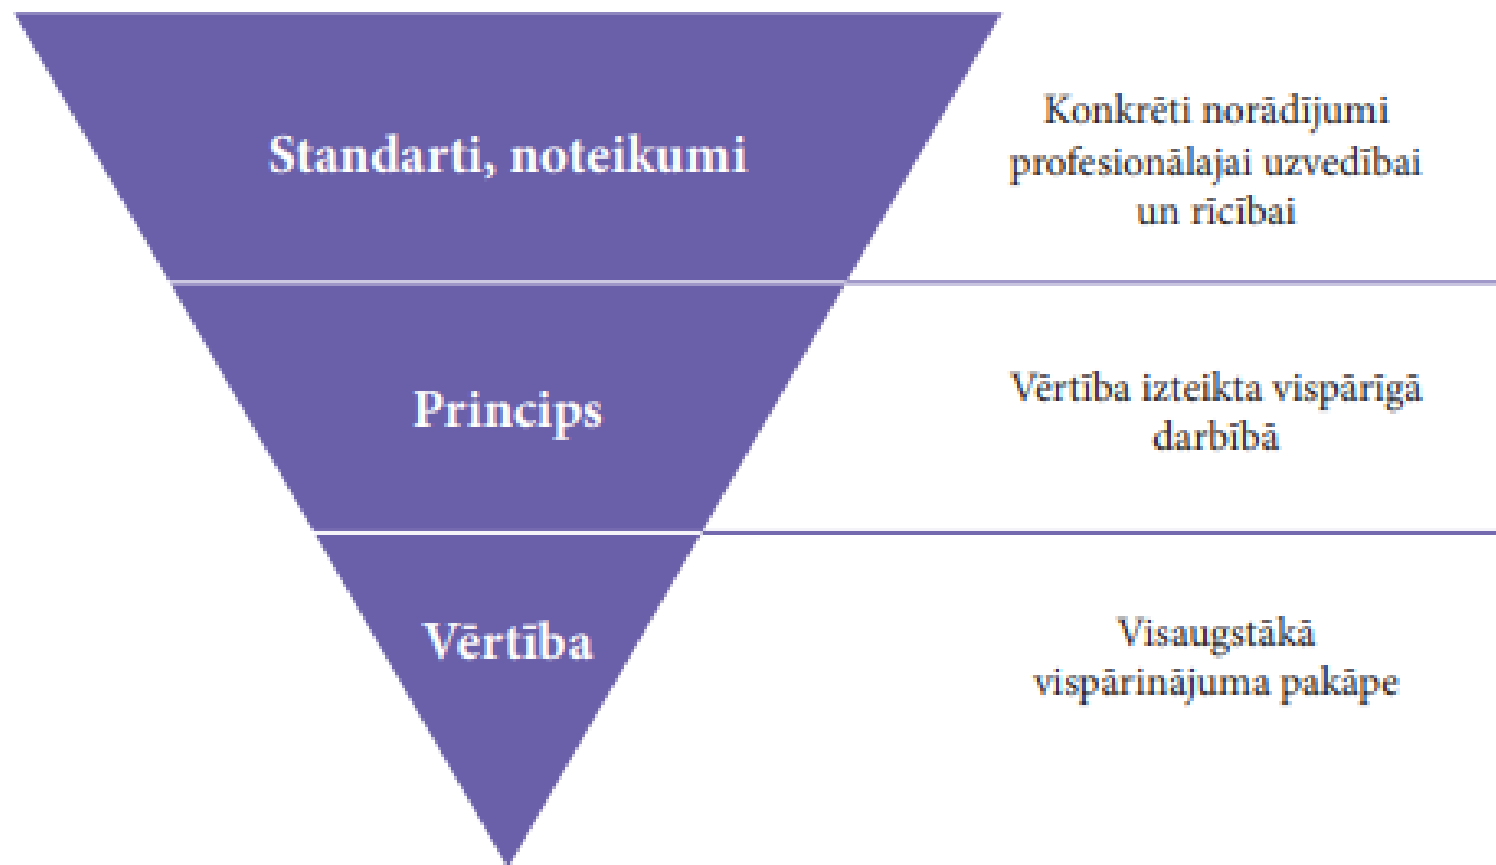 Standarti, noteikumi
Konkrēti norādījumi
profesionālajai uzvedībai
un rīcībai
Princips
Vērtība izteikta vispārīgā
darbībā
Vērtība
Visaugstākā
vispārinājuma pakāpe